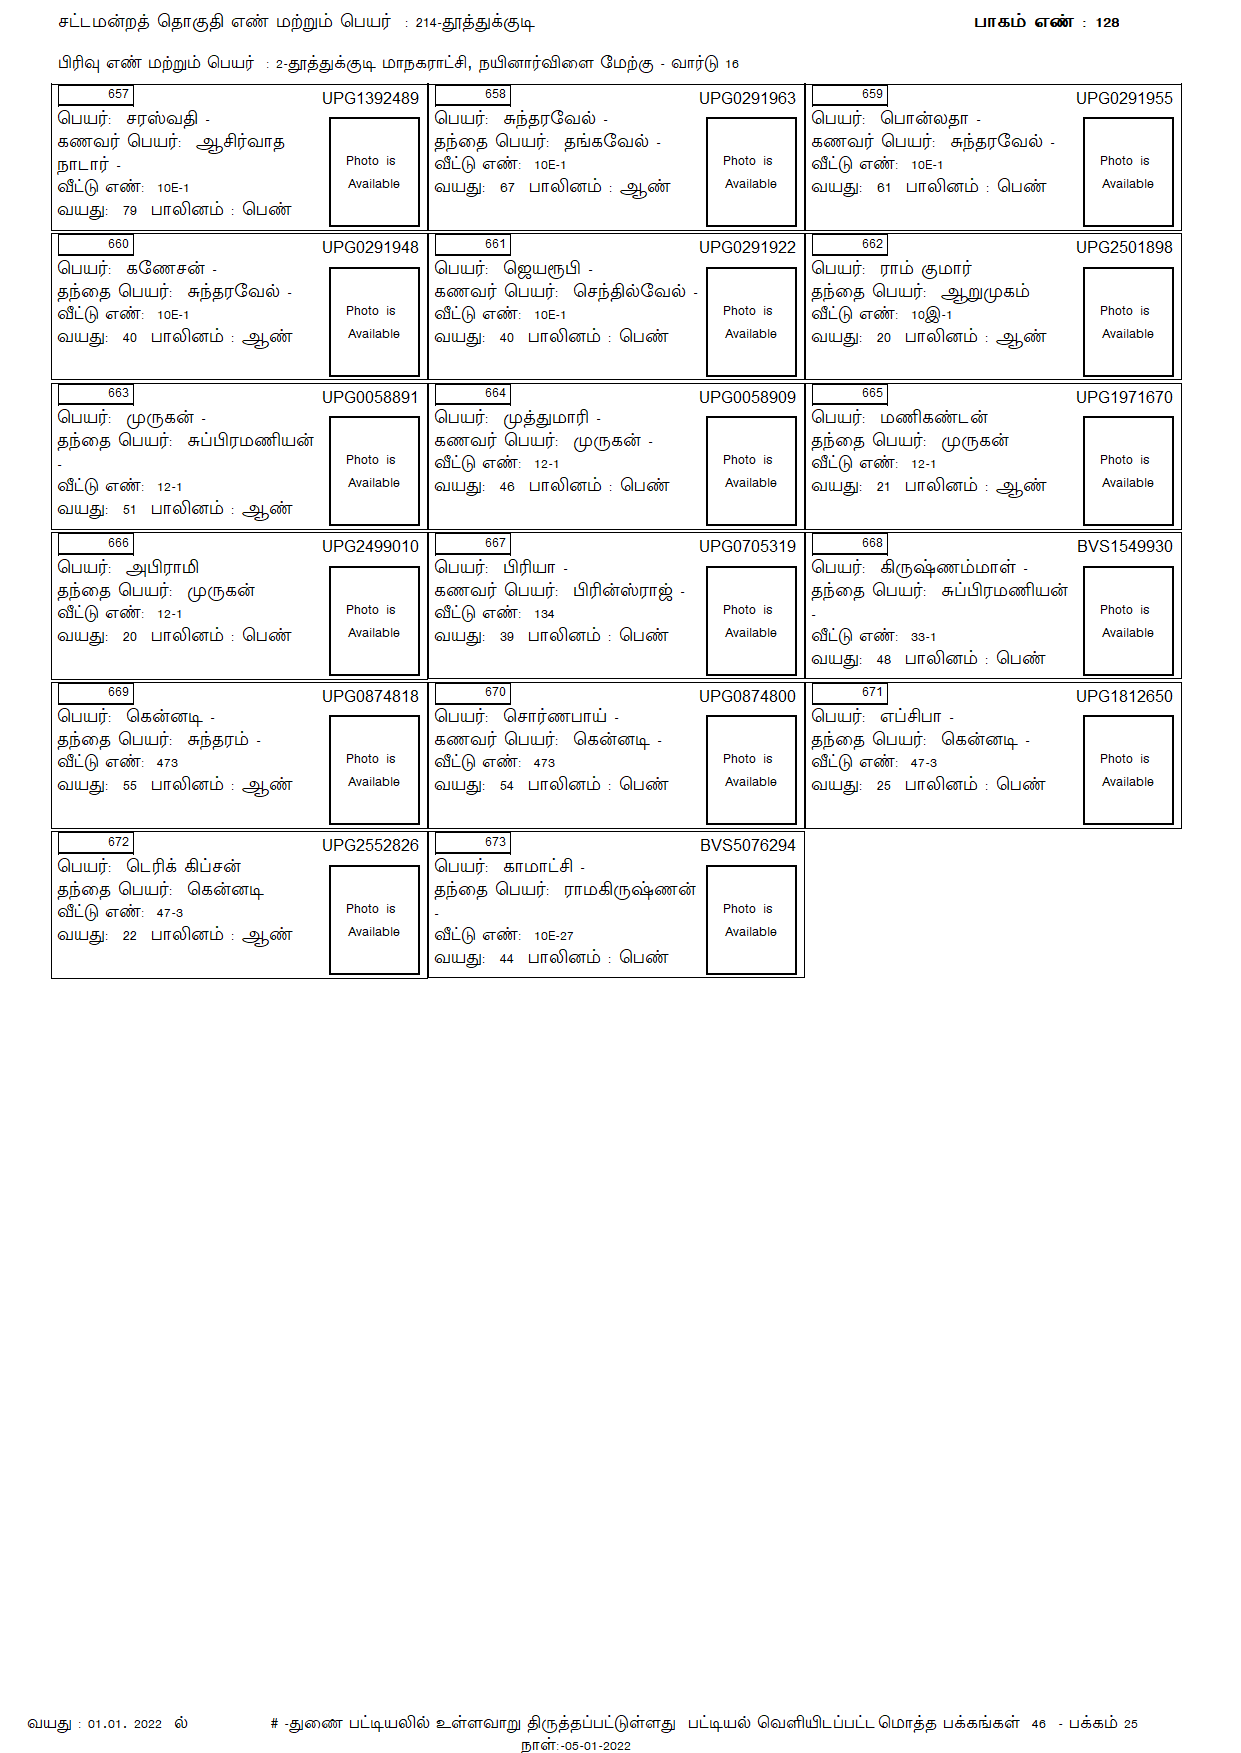 சட்டமன்றத் தொகுதி எண் மற்றும் பெயர் : 214-தூத்துக்குடி
பாகம் எண் : 128
பிரிவு எண் மற்றும் பெயர் : 2-தூத்துக்குடி மாநகராட்சி, நயினார்விளை மேற்கு - வார்டு 16
657
UPG1392489
பெயர்: சரஸ்வதி -
கணவர் பெயர்: ஆசிர்வாத
நாடார் -
வீட்டு எண்: 10E-1
வயது: 79 பாலினம் : பெண்
Photo is
Available
658
UPG0291963
பெயர்: சுந்தரவேல் -
தந்தை பெயர்: தங்கவேல் -
வீட்டு எண்: 10E-1
வயது: 67 பாலினம் : ஆண்
Photo is
Available
659
UPG0291955
பெயர்: பொன்லதா -
கணவர் பெயர்: சுந்தரவேல் -
வீட்டு எண்: 10E-1
வயது: 61 பாலினம் : பெண்
Photo is
Available
660
UPG0291948
பெயர்: கணேசன் -
தந்தை பெயர்: சுந்தரவேல் -
வீட்டு எண்: 10E-1
வயது: 40 பாலினம் : ஆண்
Photo is
Available
661
UPG0291922
பெயர்: ஜெயரூபி -
கணவர் பெயர்: செந்தில்வேல் -
வீட்டு எண்: 10E-1
வயது: 40 பாலினம் : பெண்
Photo is
Available
662
UPG2501898
பெயர்: ராம் குமார்
தந்தை பெயர்: ஆறுமுகம்
வீட்டு எண்: 10இ-1
வயது: 20 பாலினம் : ஆண்
Photo is
Available
663
UPG0058891
பெயர்: முருகன் -
தந்தை பெயர்: சுப்பிரமணியன்
-
வீட்டு எண்: 12-1
வயது: 51 பாலினம் : ஆண்
Photo is
Available
664
UPG0058909
பெயர்: முத்துமாரி -
கணவர் பெயர்: முருகன் -
வீட்டு எண்: 12-1
வயது: 46 பாலினம் : பெண்
Photo is
Available
665
UPG1971670
பெயர்: மணிகண்டன்
தந்தை பெயர்: முருகன்
வீட்டு எண்: 12-1
வயது: 21 பாலினம் : ஆண்
Photo is
Available
666
UPG2499010
பெயர்: அபிராமி
தந்தை பெயர்: முருகன்
வீட்டு எண்: 12-1
வயது: 20 பாலினம் : பெண்
Photo is
Available
667
UPG0705319
பெயர்: பிரியா -
கணவர் பெயர்: பிரின்ஸ்ராஜ் -
வீட்டு எண்: 134
வயது: 39 பாலினம் : பெண்
Photo is
Available
668
BVS1549930
பெயர்: கிருஷ்ணம்மாள் -
தந்தை பெயர்: சுப்பிரமணியன்
-
வீட்டு எண்: 33-1
வயது: 48 பாலினம் : பெண்
Photo is
Available
669
UPG0874818
பெயர்: கென்னடி -
தந்தை பெயர்: சுந்தரம் -
வீட்டு எண்: 473
வயது: 55 பாலினம் : ஆண்
Photo is
Available
670
UPG0874800
பெயர்: சொர்ணபாய் -
கணவர் பெயர்: கென்னடி -
வீட்டு எண்: 473
வயது: 54 பாலினம் : பெண்
Photo is
Available
671
UPG1812650
பெயர்: எப்சிபா -
தந்தை பெயர்: கென்னடி -
வீட்டு எண்: 47-3
வயது: 25 பாலினம் : பெண்
Photo is
Available
672
UPG2552826
பெயர்: டெரிக் கிப்சன்
தந்தை பெயர்: கென்னடி
வீட்டு எண்: 47-3
வயது: 22 பாலினம் : ஆண்
Photo is
Available
673
BVS5076294
பெயர்: காமாட்சி -
தந்தை பெயர்: ராமகிருஷ்ணன்
-
வீட்டு எண்: 10E-27
வயது: 44 பாலினம் : பெண்
Photo is
Available
வயது : 01.01. 2022 ல் # -துணை பட்டியலில் உள்ளவாறு திருத்தப்பட்டுள்ளது பட்டியல் வெளியிடப்பட்ட மொத்த பக்கங்கள் 46 - பக்கம் 25
நாள்:-05-01-2022